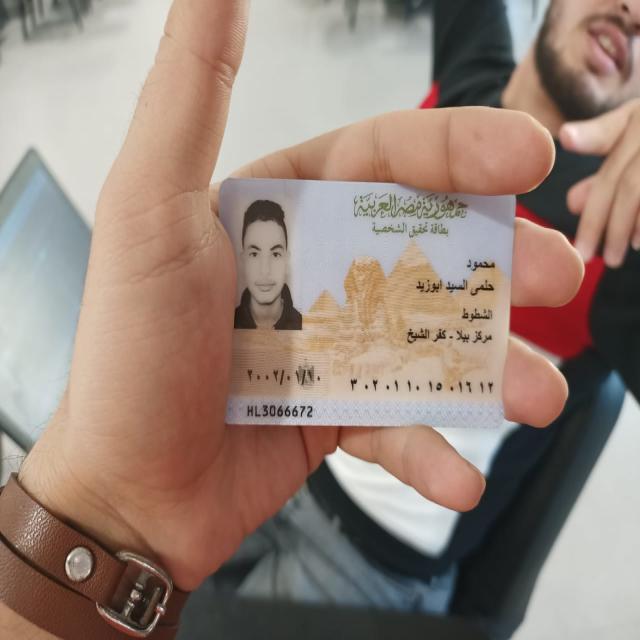 جمهورية مصر العربية
بطاقة تحقيق الشخصية
محمود
حلمى السيد ابوزيد
الشطوط
مركز بيلا - كفر الشيخ
٢٠٠٢/٠١/١٠
٣٠٢٠١١٠١٥٠١٦١٢
HL3066672